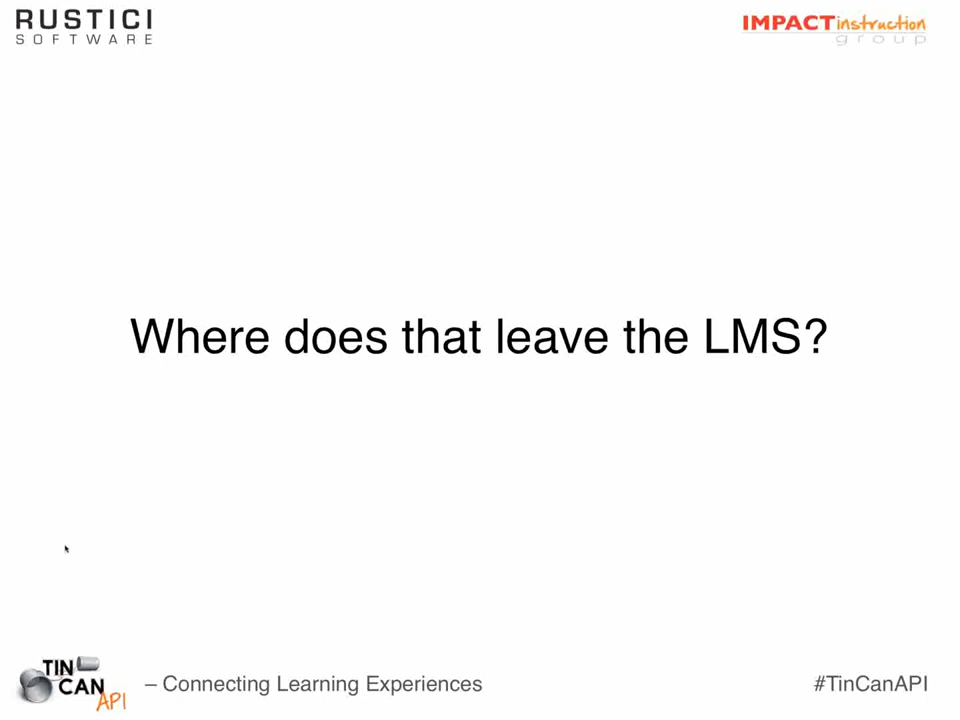 RUSTICI
SOFTWARE
IMPACTinstruction
group
Where does that leave the LMS?
TIN
CAN
API
– Connecting Learning Experiences
#TinCanAPI